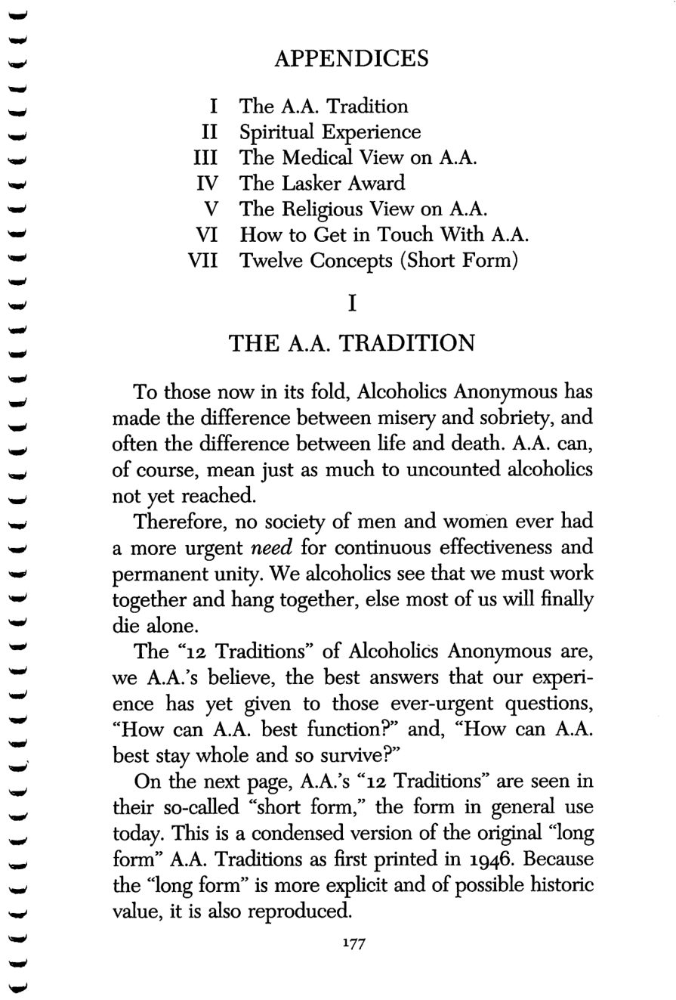 APPENDICES
I The A.A. Tradition
II Spiritual Experience
III The Medical View on A.A.
IV The Lasker Award
V The Religious View on A.A.
VI How to Get in Touch With A.A.
VII Twelve Concepts (Short Form)
I
THE A.A. TRADITION
To those now in its fold, Alcoholics Anonymous has
made the difference between misery and sobriety, and
often the difference between life and death. A.A. can,
of course, mean just as much to uncounted alcoholics
not yet reached.
Therefore, no society of men and women ever had
a more urgent need for continuous effectiveness and
permanent unity. We alcoholics see that we must work
together and hang together, else most of us will finally
die alone.
The “12 Traditions” of Alcoholics Anonymous are,
we A.A.’s believe, the best answers that our experi-
ence has yet given to those ever-urgent questions,
“How can A.A. best function?” and, “How can A.A.
best stay whole and so survive?”
On the next page, A.A.’s “12 Traditions” are seen in
their so-called “short form,” the form in general use
today. This is a condensed version of the original “long
form” A.A. Traditions as first printed in 1946. Because
the “long form” is more explicit and of possible historic
value, it is also reproduced.
177